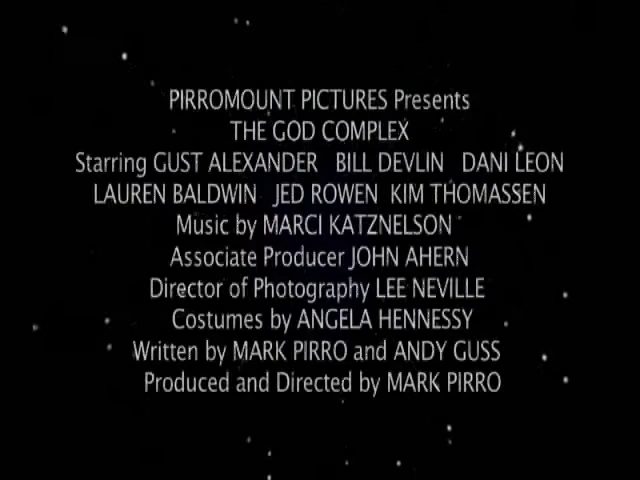 PIRROMOUNT PICTURES Presents
THE GOD COMPLEX
Starring GUST ALEXANDER BILL DEVLIN DANI LEON
LAUREN BALDWIN JED ROWEN KIM THOMASSEN
Music by MARCI KATZNELSON
Associate Producer JOHN AHERN
Director of Photography LEE NEVILLE
Costumes by ANGELA HENNESSY
Written by MARK PIRRO and ANDY GUSS
Produced and Directed by MARK PIRRO